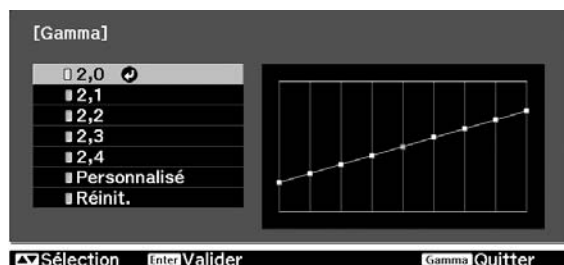 [Gamma]
2,0
2,1
2,2
2,3
2,4
Personnalisé
Réinit.
Sélection Enter Valider Gamma Quitter